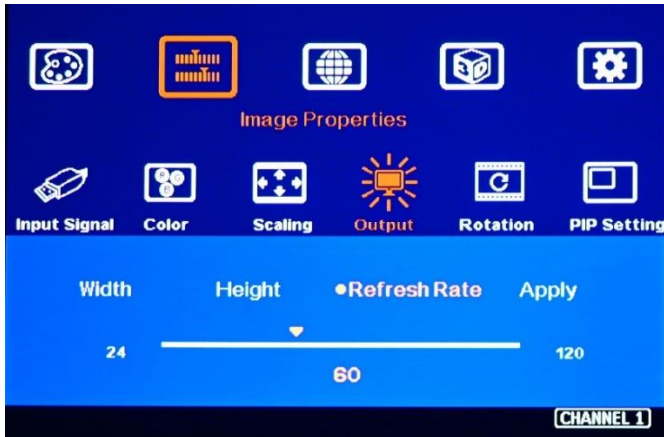 3D
Image Properties
R G
B
Input Signal Color Scaling Output Rotation PIP Setting
Width Height •Refresh Rate Apply
24 120
60
CHANNEL 1